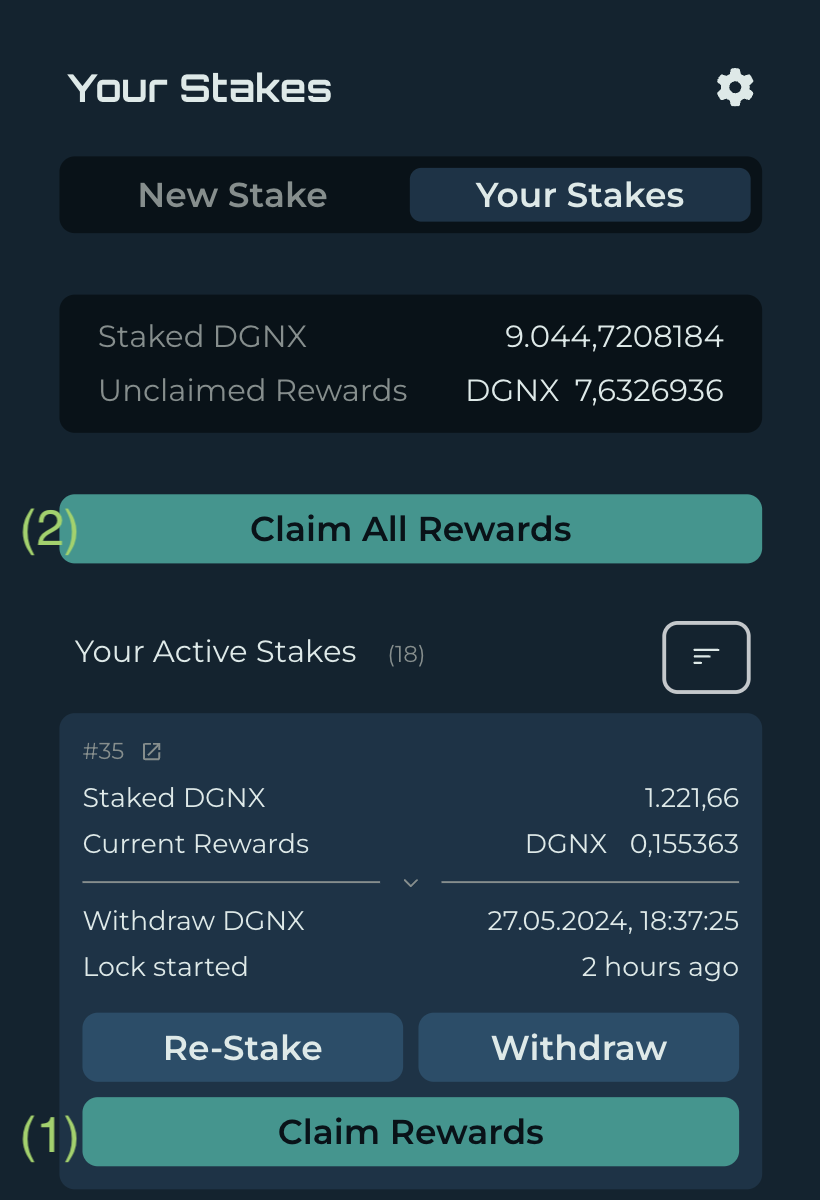 Your Stakes
New Stake Your Stakes
Staked DGNX 9.044,7208184
Unclaimed Rewards DGNX 7,6326936
(2) Claim All Rewards
Your Active Stakes (18)
#35
Staked DGNX 1.221,66
Current Rewards DGNX 0,155363
Withdraw DGNX 27.05.2024, 18:37:25
Lock started 2 hours ago
Re-Stake Withdraw
(1) Claim Rewards